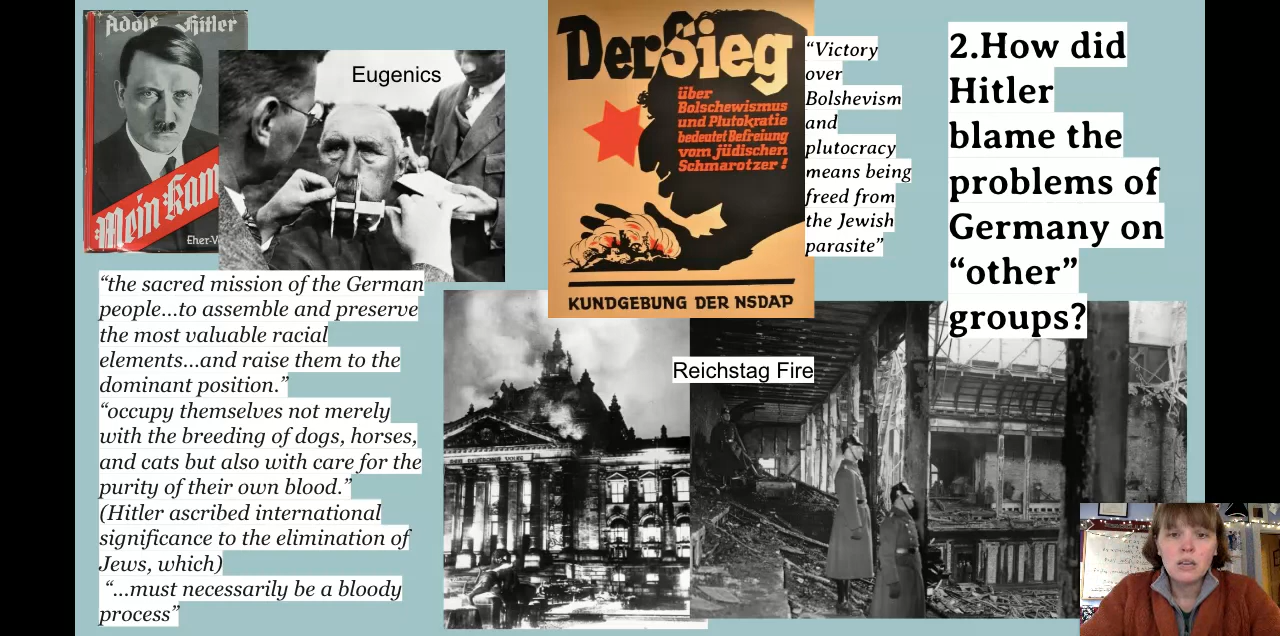 Adolf Hitler
Mein Kam
Eher-V
Eugenics
Der Sieg
über
Bolschewismus
und Plutokratie
bedeutet Befreiung
vom jüdischen
Schmarotzer!
KUNDGEBUNG DER NSDAP
“Victory
over
Bolshevism
and
plutocracy
means being
freed from
the Jewish
parasite”
2.How did
Hitler
blame the
problems of
Germany on
“other”
groups?
“the sacred mission of the German
people...to assemble and preserve
the most valuable racial
elements...and raise them to the
dominant position.”
“occupy themselves not merely
with the breeding of dogs, horses,
and cats but also with care for the
purity of their own blood.”
(Hitler ascribed international
significance to the elimination of
Jews, which)
“...must necessarily be a bloody
process”
Reichstag Fire
DEM DEUTSCHEN VOLKE